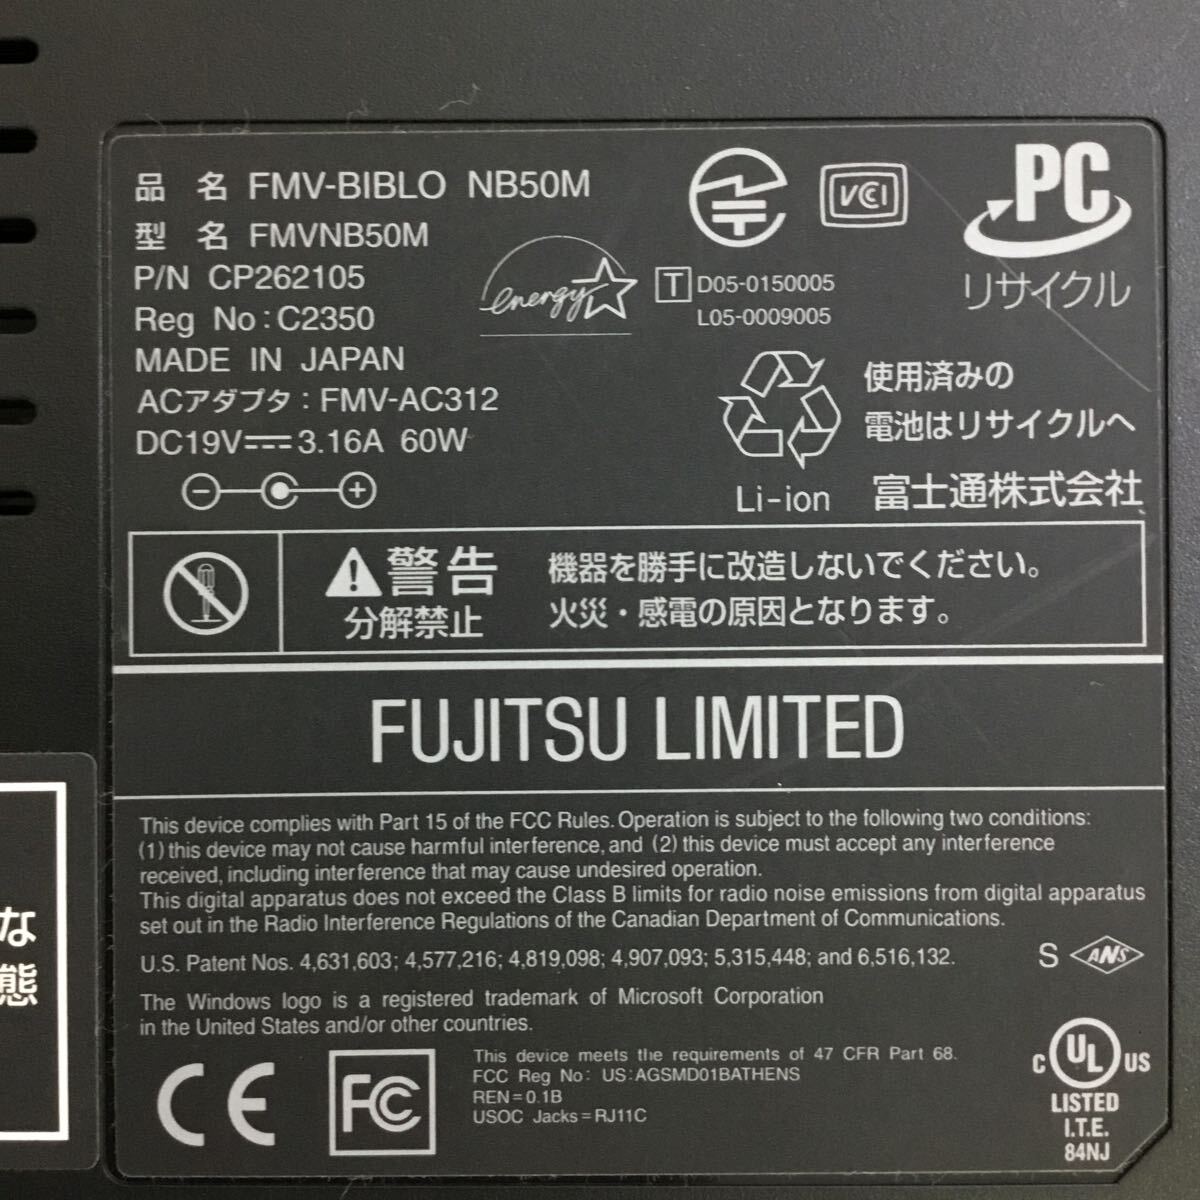 品 名 FMV-BIBLO NB50M
型 名 FMVNB50M
P/N CP262105
Reg No:C2350
MADE IN JAPAN
ACアダプタ:FMV-AC312
DC19V⎓3.16A 60W
energy
T D05-0150005
L05-0009005
VCI
PC
リサイクル
使用済みの
電池はリサイクルへ
Li-ion
富士通株式会社
警告
分解禁止
機器を勝手に改造しないでください。
火災・感電の原因となります。
FUJITSU LIMITED
This device complies with Part 15 of the FCC Rules. Operation is subject to the following two conditions:
(1) this device may not cause harmful interference, and (2) this device must accept any interference
received, including interference that may cause undesired operation.
This digital apparatus does not exceed the Class B limits for radio noise emissions from digital apparatus
set out in the Radio Interference Regulations of the Canadian Department of Communications.
U.S. Patent Nos. 4,631,603; 4,577,216; 4,819,098; 4,907,093; 5,315,448; and 6,516,132.
S ANS
The Windows logo is a registered trademark of Microsoft Corporation
in the United States and/or other countries.
CE
FC
This device meets the requirements of 47 CFR Part 68.
FCC Reg No: US:AGSMD01BATHENS
REN=0.1B
USOC Jacks=RJ11C
C UL US
LISTED
I.T.E.
84NJ
な
態